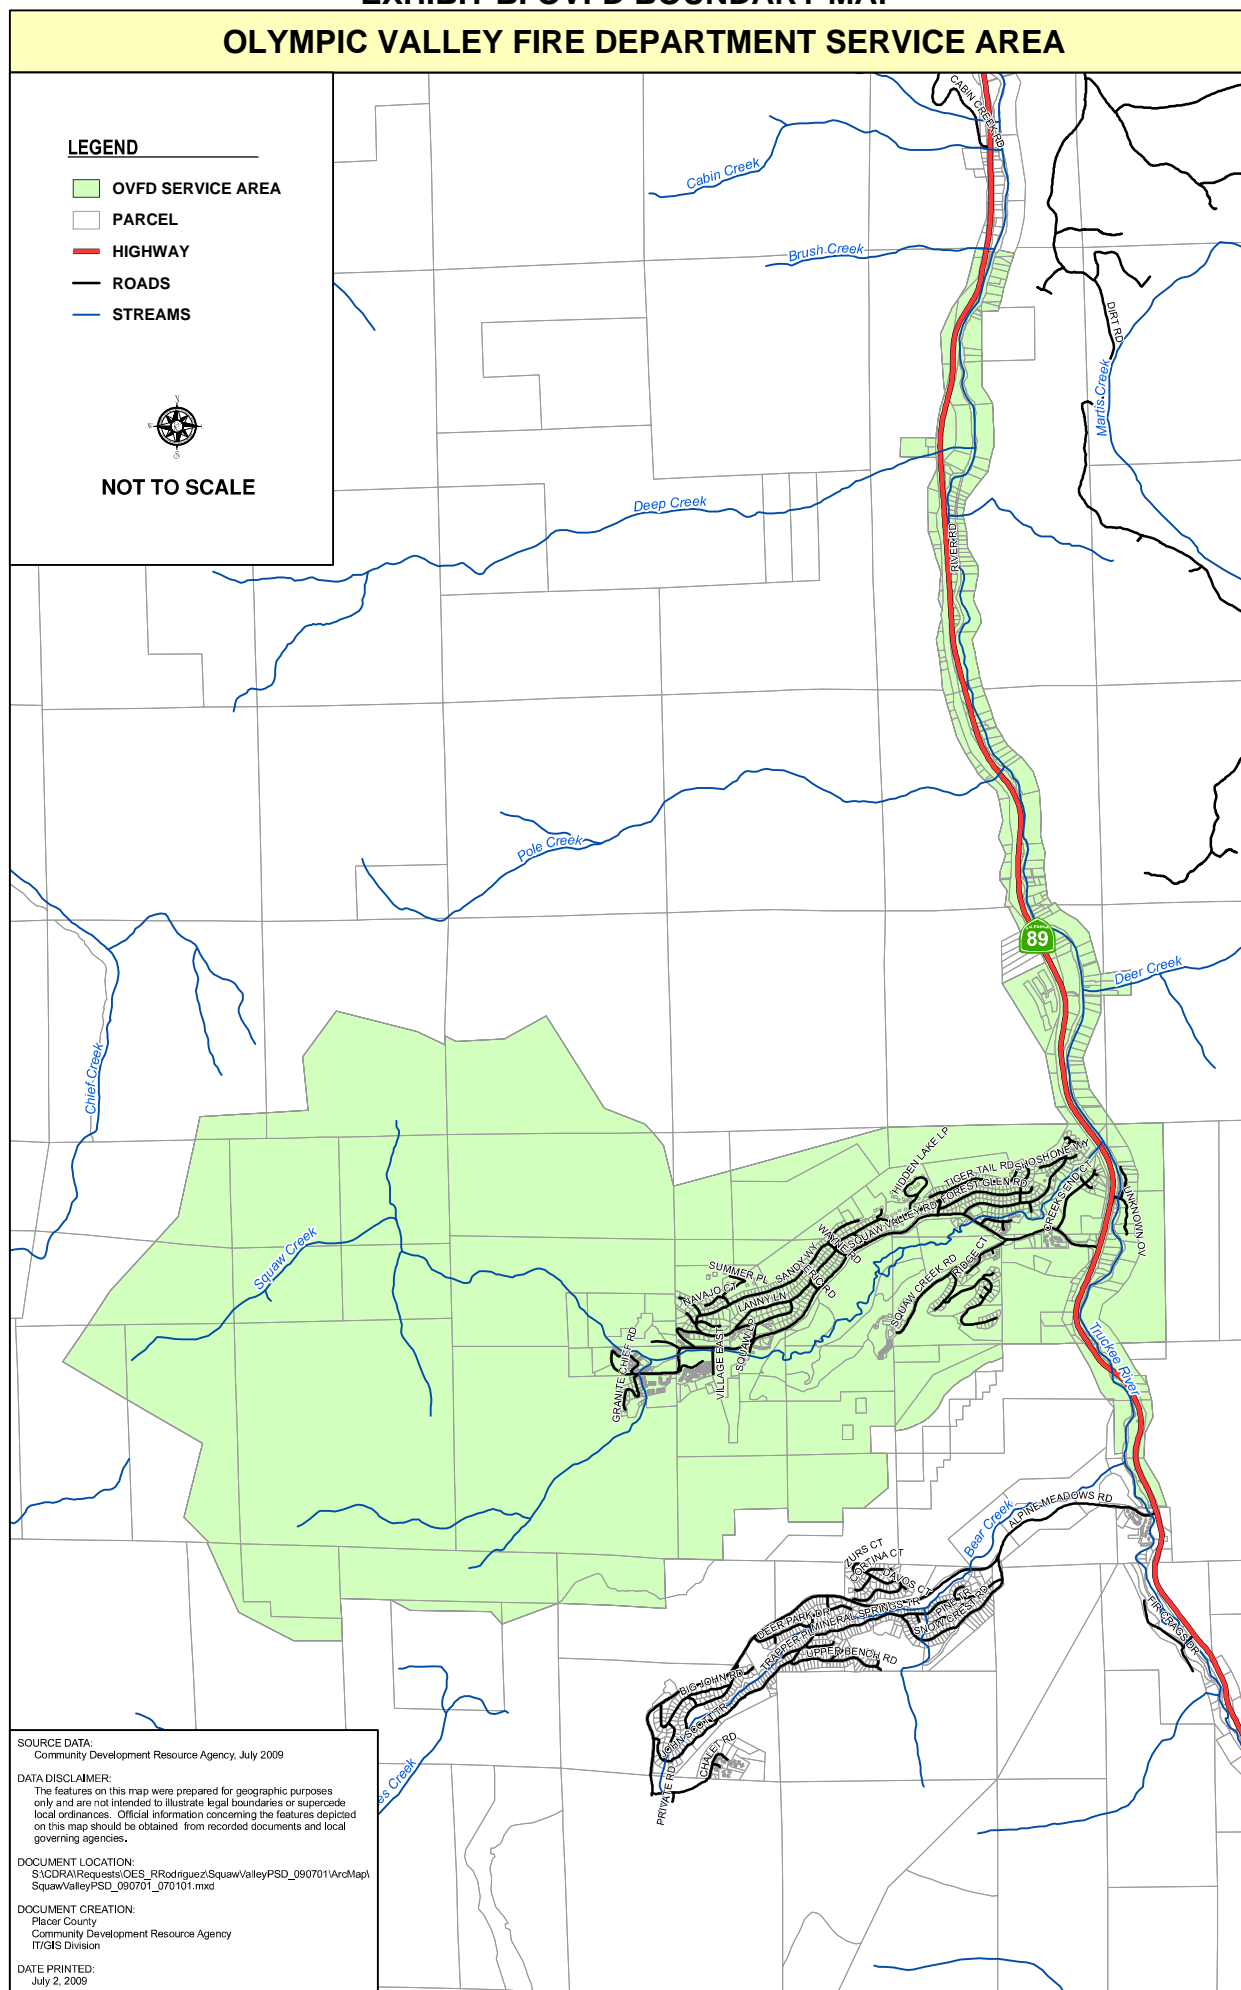 OLYMPIC VALLEY FIRE DEPARTMENT SERVICE AREA
LEGEND
OVFD SERVICE AREA
PARCEL
HIGHWAY
ROADS
STREAMS
N
S
NOT TO SCALE
CABIN CREEK RD
Cabin Creek
Brush Creek
DIRT RD
Martis Creek
Deep Creek
RIVER RD
Pole Creek
89
Deer Creek
Chief Creek
HIDDEN LAKE LP
TIGER TAIL RD
SHOSHONE WY
FOREST GLEN RD
CREEKS END CT
UNKNOWN OV
SQUAW VALLEY RD
WAYNE RD
SANDY WY
ERIC RD
SUMMER PL
NAVAJO CT
LANNY LN
SQUAW CREEK RD
RIDGE CT
Squaw Creek
GRANITE CHIEF RD
VILLAGE EAST
SQUAW LP
Truckee River
Bear Creek
ALPINE MEADOWS RD
ZURS CT
CORTINA CT
DAVOS CT
DEER PARK DR
TRAPPER PL
MINERAL SPRINGS TR
PINE TR
SNOW CREST RD
UPPER BENCH RD
FIR CRAGS DR
BIG JOHN RD
JOHN SCOTT TR
CHALET RD
PRIVATE RD
es Creek
SOURCE DATA:
Community Development Resource Agency, July 2009
DATA DISCLAIMER:
The features on this map were prepared for geographic purposes
only and are not intended to illustrate legal boundaries or supercede
local ordinances. Official information concerning the features depicted
on this map should be obtained from recorded documents and local
governing agencies.
DOCUMENT LOCATION:
S:\CDRA\Requests\OES_RRodriguez\SquawValleyPSD_090701\ArcMap\
SquawValleyPSD_090701_070101.mxd
DOCUMENT CREATION:
Placer County
Community Development Resource Agency
IT/GIS Division
DATE PRINTED:
July 2, 2009